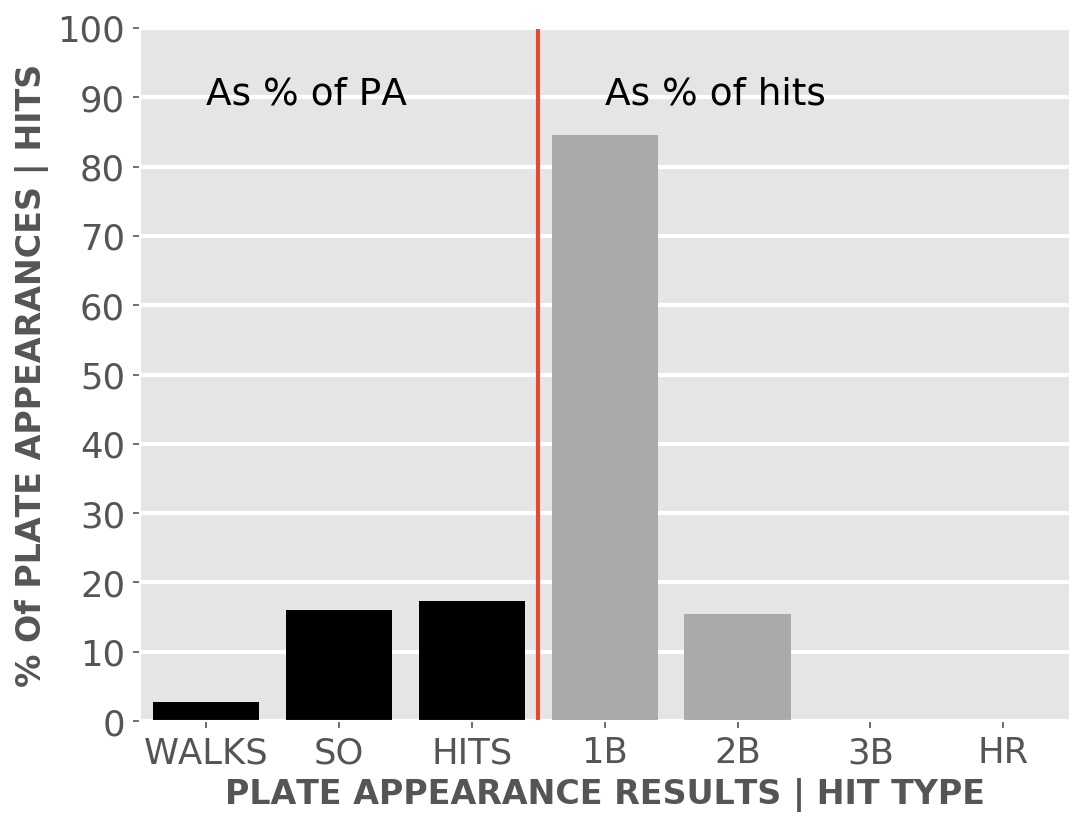 % Of PLATE APPEARANCES | HITS
100
90
80
70
60
50
40
30
20
10
0
As % of PA
As % of hits
WALKS SO HITS 1B 2B 3B HR
PLATE APPEARANCE RESULTS | HIT TYPE